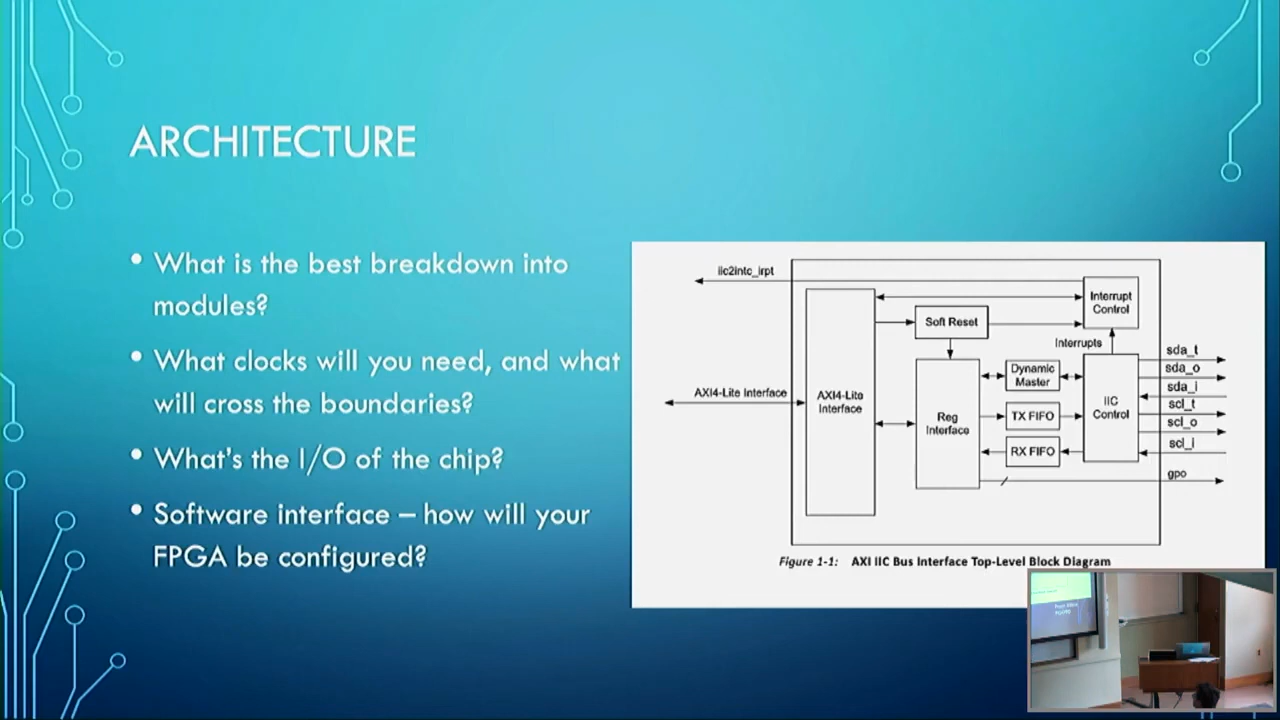 ARCHITECTURE
• What is the best breakdown into
modules?
• What clocks will you need, and what
will cross the boundaries?
• What's the I/O of the chip?
• Software interface – how will your
FPGA be configured?
iic2intc_irpt
Interrupt
Control
Soft Reset
Interrupts
AXI4-Lite Interface
AXI4-Lite
Interface
Reg
Interface
Dynamic
Master
TX FIFO
RX FIFO
IIC
Control
sda_t
sda_o
sda_i
scl_t
scl_o
scl_i
gpo
Figure 1-1: AXI IIC Bus Interface Top-Level Block Diagram